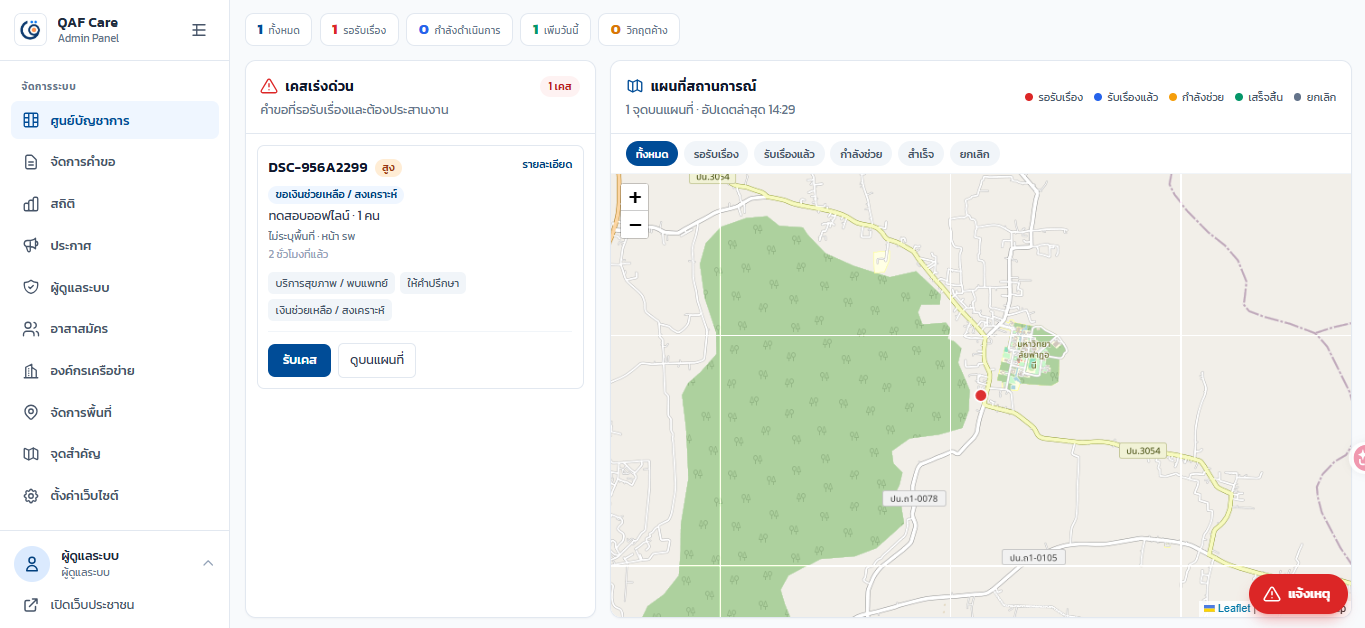 QAF Care
Admin Panel
จัดการระบบ
ศูนย์บัญชาการ
จัดการคำขอ
สถิติ
ประกาศ
ผู้ดูแลระบบ
อาสาสมัคร
องค์กรเครือข่าย
จัดการพื้นที่
จุดสำคัญ
ตั้งค่าเว็บไซต์
ผู้ดูแลระบบ
ผู้ดูแลระบบ
เปิดเว็บประชาชน
1 ทั้งหมด
1 รอรับเรื่อง
0 กำลังดำเนินการ
1 เพิ่มวันนี้
0 วิกฤตค้าง
เคสเร่งด่วน
1 เคส
คำขอที่รอรับเรื่องและต้องประสานงาน
DSC-956A2299 สูง
รายละเอียด
ขอเงินช่วยเหลือ / สงเคราะห์
ทดสอบออฟไลน์ · 1 คน
ไม่ระบุพื้นที่ · หน้า รพ
2 ชั่วโมงที่แล้ว
บริการสุขภาพ / พบแพทย์
ให้คำปรึกษา
เงินช่วยเหลือ / สงเคราะห์
รับเคส
ดูบนแผนที่
แผนที่สถานการณ์
1 จุดบนแผนที่ · อัปเดตล่าสุด 14:29
รอรับเรื่อง
รับเรื่องแล้ว
กำลังช่วย
เสร็จสิ้น
ยกเลิก
ทั้งหมด
รอรับเรื่อง
รับเรื่องแล้ว
กำลังช่วย
สำเร็จ
ยกเลิก
+
−
ปน.3054
มหาวิทยา
ลัยฟาฏอ
นี
ปน.3054
ปน.ถ1-0078
ปน.ถ1-0105
Leaflet
แจ้งเหตุ